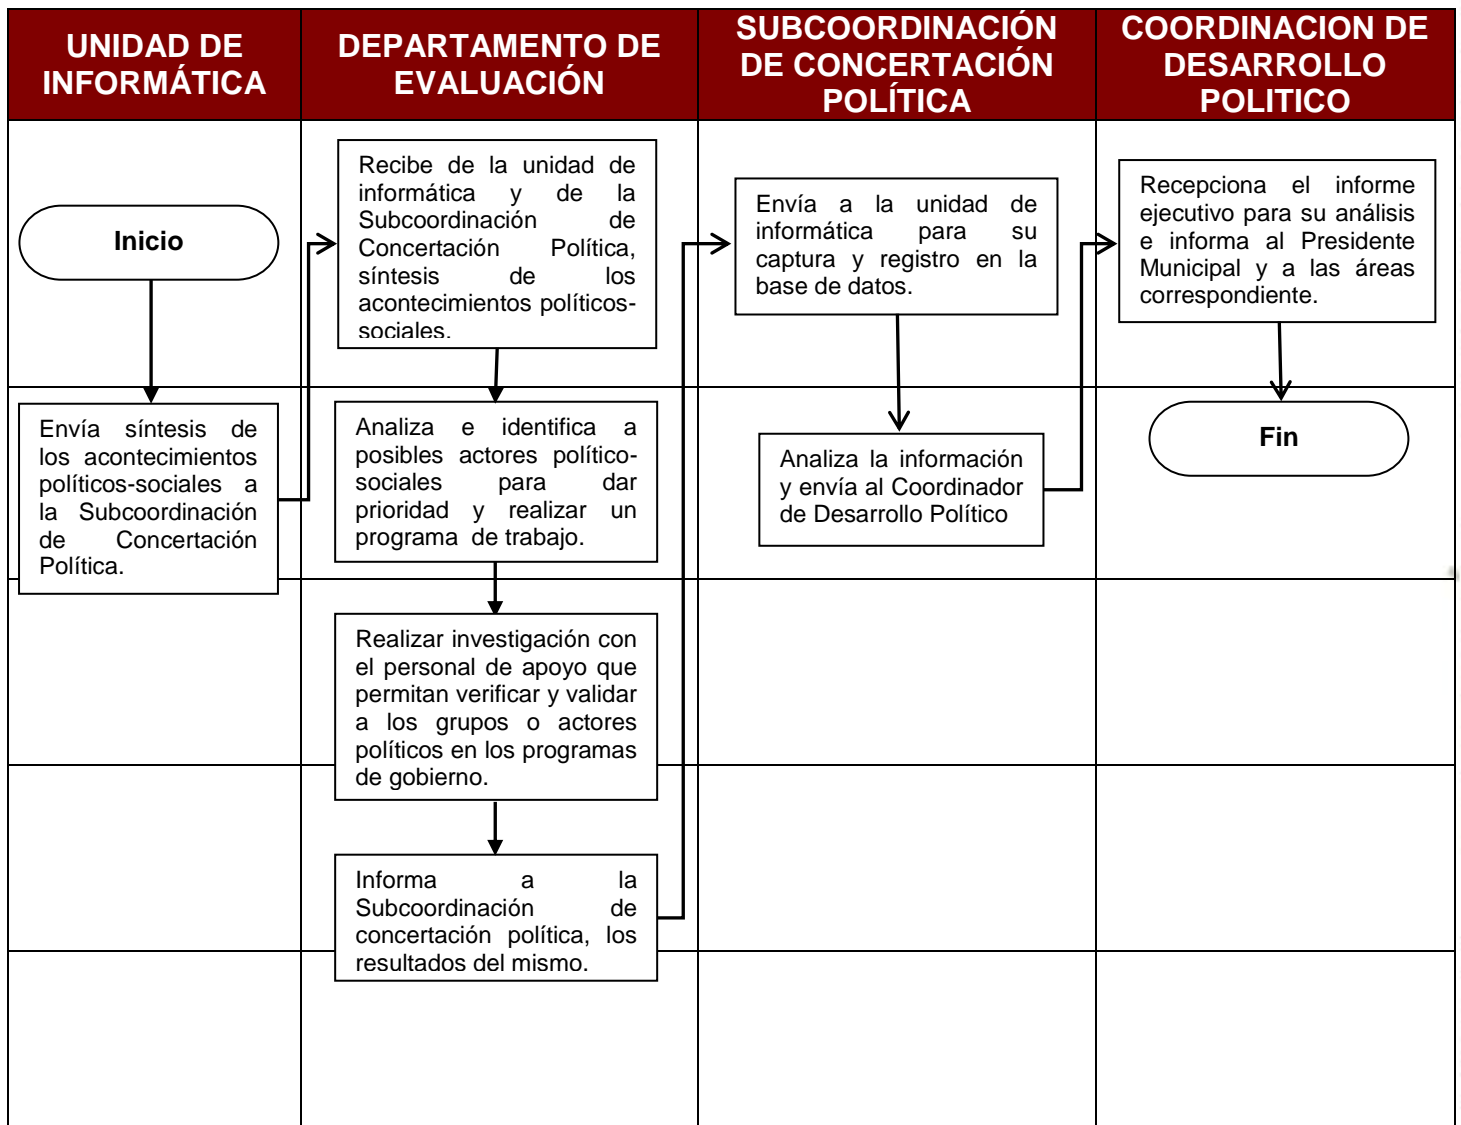 UNIDAD DE
INFORMÁTICA
DEPARTAMENTO DE
EVALUACIÓN
SUBCOORDINACIÓN
DE CONCERTACIÓN
POLÍTICA
COORDINACION DE
DESARROLLO
POLITICO
Inicio
Envía síntesis de
los acontecimientos
políticos-sociales a
la Subcoordinación
de Concertación
Política.
Recibe de la unidad de
informática y de la
Subcoordinación de
Concertación Política,
síntesis de los
acontecimientos políticos-
sociales.
Analiza e identifica a
posibles actores político-
sociales para dar
prioridad y realizar un
programa de trabajo.
Realizar investigación con
el personal de apoyo que
permitan verificar y validar
a los grupos o actores
políticos en los programas
de gobierno.
Informa a la
Subcoordinación de
concertación política, los
resultados del mismo.
Envía a la unidad de
informática para su
captura y registro en la
base de datos.
Analiza la información
y envía al Coordinador
de Desarrollo Político
Recepciona el informe
ejecutivo para su análisis
e informa al Presidente
Municipal y a las áreas
correspondiente.
Fin